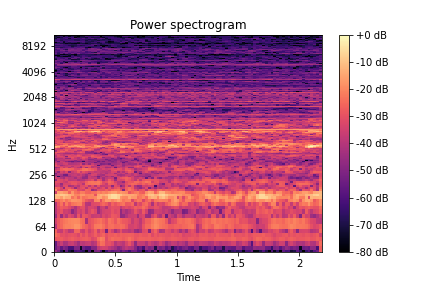 Power spectrogram
8192
4096
2048
1024
512
256
128
64
0
Hz
0
0.5
1
1.5
2
Time
+0 dB
-10 dB
-20 dB
-30 dB
-40 dB
-50 dB
-60 dB
-70 dB
-80 dB